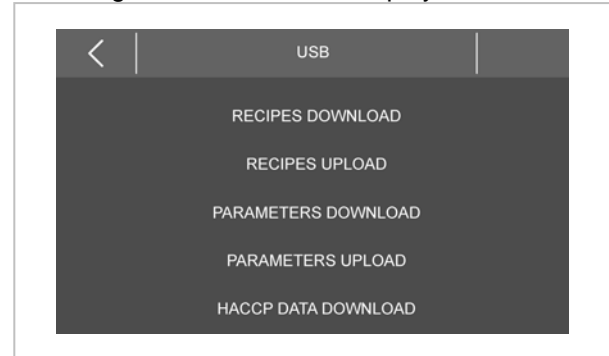 USB
RECIPES DOWNLOAD
RECIPES UPLOAD
PARAMETERS DOWNLOAD
PARAMETERS UPLOAD
HACCP DATA DOWNLOAD